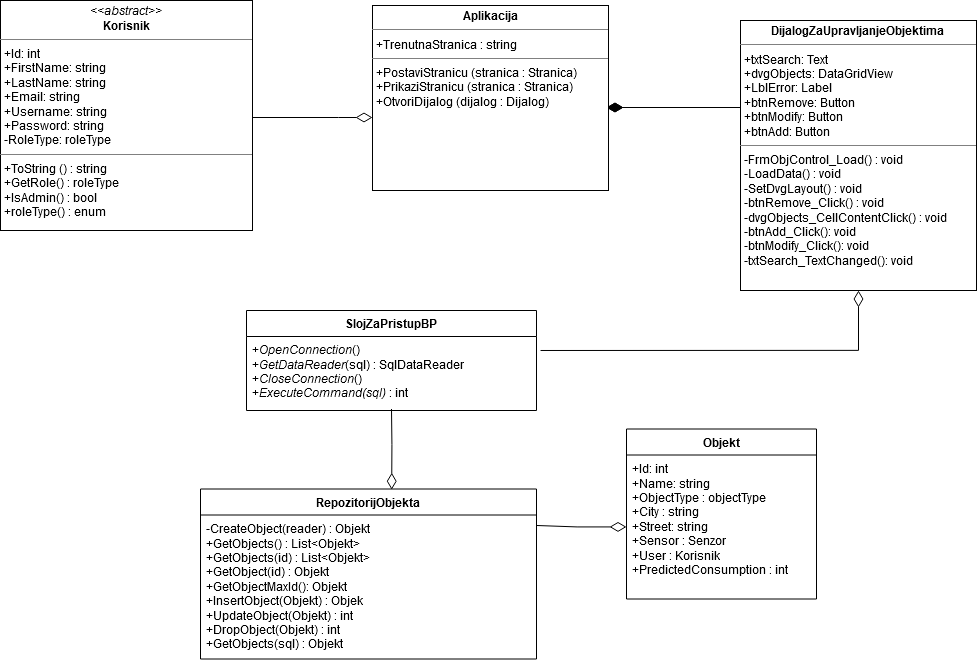 <<abstract>>
Korisnik
+Id: int
+FirstName: string
+LastName: string
+Email: string
+Username: string
+Password: string
-RoleType: roleType
+ToString () : string
+GetRole() : roleType
+IsAdmin() : bool
+roleType() : enum
Aplikacija
+TrenutnaStranica : string
+PostaviStranicu (stranica : Stranica)
+PrikaziStranicu (stranica : Stranica)
+OtvoriDijalog (dijalog : Dijalog)
DijalogZaUpravljanjeObjektima
+txtSearch: Text
+dvgObjects: DataGridView
+LblError: Label
+btnRemove: Button
+btnModify: Button
+btnAdd: Button
-FrmObjControl_Load() : void
-LoadData() : void
-SetDvgLayout() : void
-btnRemove_Click() : void
-dvgObjects_CellContentClick() : void
-btnAdd_Click(): void
-btnModify_Click(): void
-txtSearch_TextChanged(): void
SlojZaPristupBP
+OpenConnection()
+GetDataReader(sql) : SqlDataReader
+CloseConnection()
+ExecuteCommand(sql) : int
RepozitorijObjekta
-CreateObject(reader) : Objekt
+GetObjects() : List<Objekt>
+GetObjects(id) : List<Objekt>
+GetObject(id) : Objekt
+GetObjectMaxId(): Objekt
+InsertObject(Objekt) : Objek
+UpdateObject(Objekt) : int
+DropObject(Objekt) : int
+GetObjects(sql) : Objekt
Objekt
+Id: int
+Name: string
+ObjectType : objectType
+City : string
+Street: string
+Sensor : Senzor
+User : Korisnik
+PredictedConsumption : int